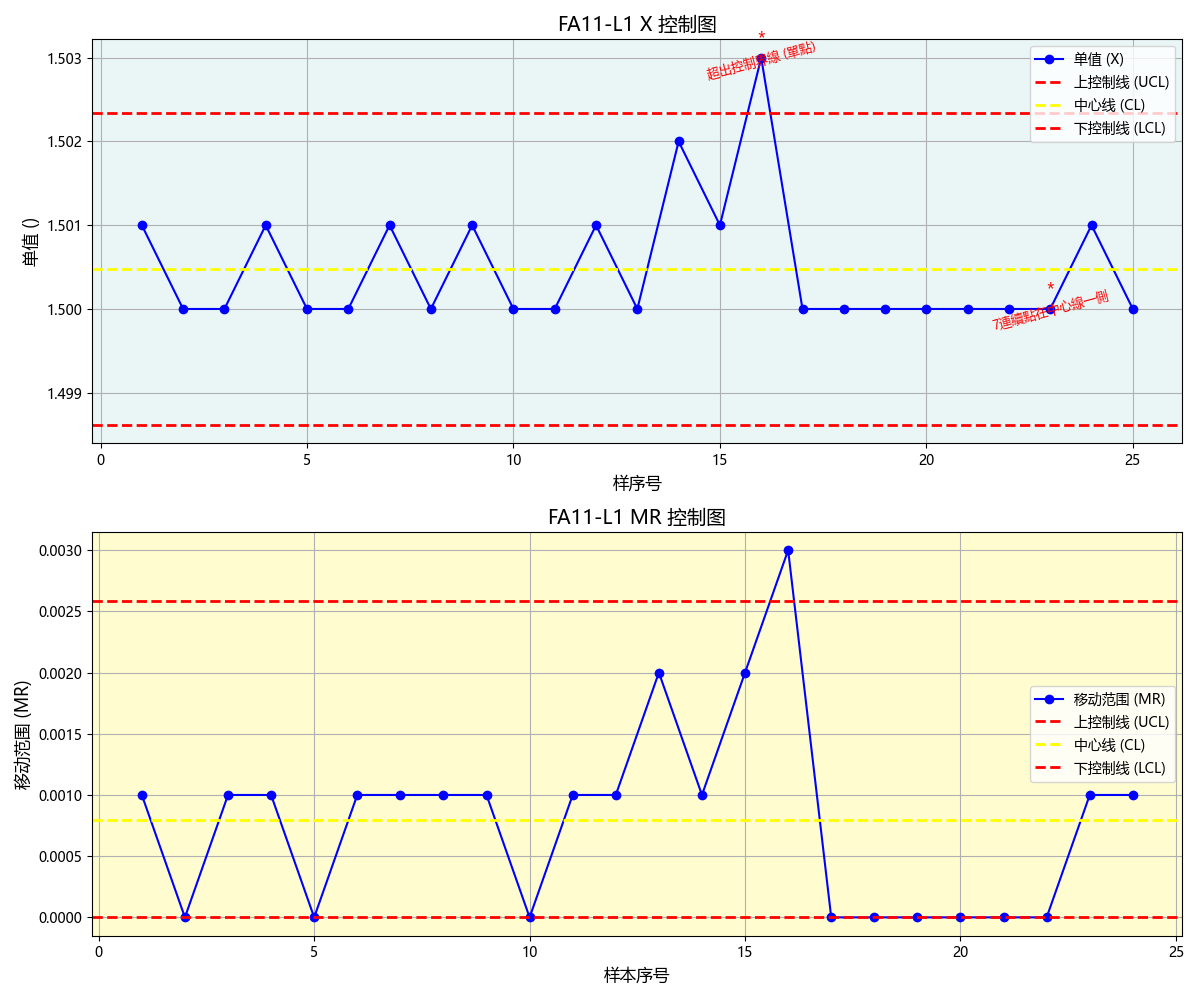 FA11-L1 X 控制图
*
超出控制界線 (單點)
单值 (X)
上控制线 (UCL)
中心线 (CL)
下控制线 (LCL)
1.503
1.502
1.501
1.500
1.499
单值 ()
*
7連續點在中心線一側
0 5 10 15 20 25
样序号
FA11-L1 MR 控制图
0.0030
0.0025
0.0020
0.0015
0.0010
0.0005
0.0000
移动范围 (MR)
移动范围 (MR)
上控制线 (UCL)
中心线 (CL)
下控制线 (LCL)
0 5 10 15 20 25
样本序号